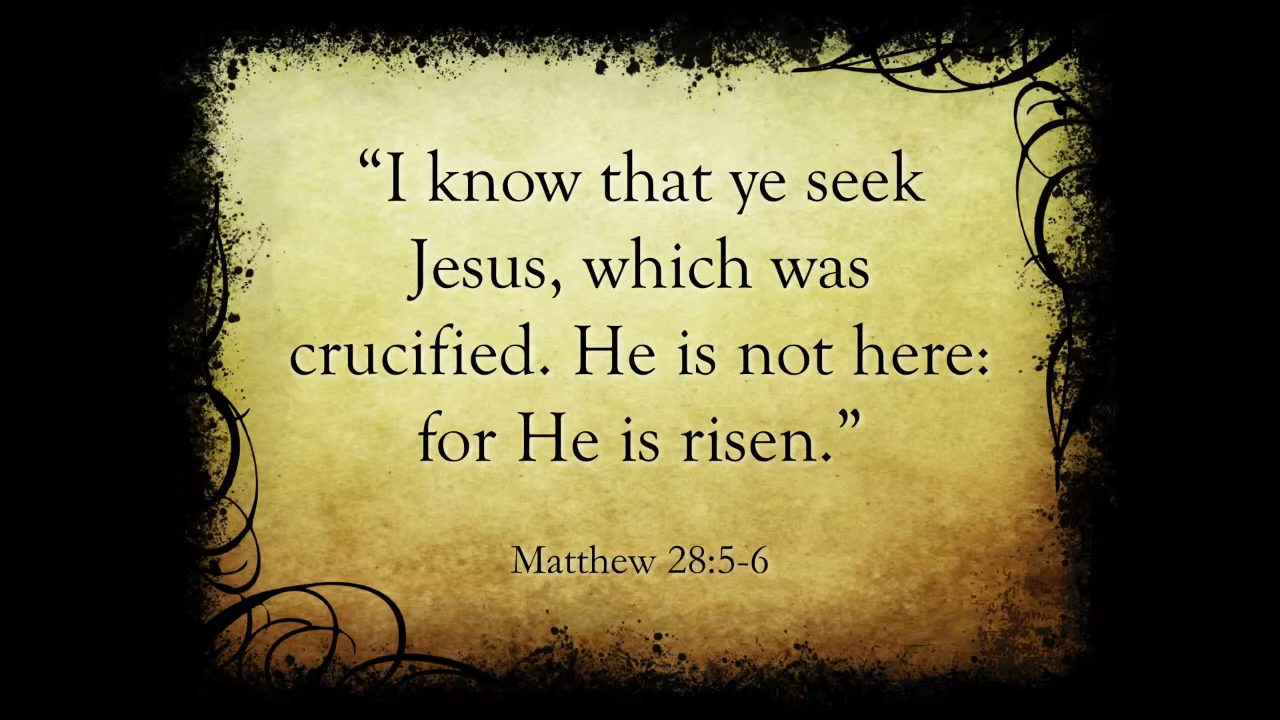 “I know that ye seek
Jesus, which was
crucified. He is not here:
for He is risen.”
Matthew 28:5-6